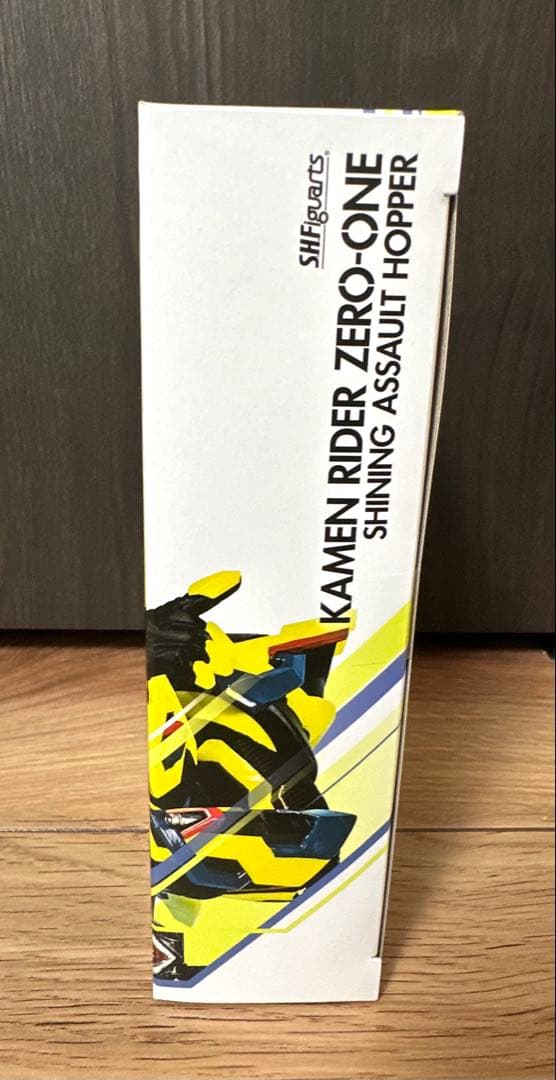 S.H.Figuarts®
KAMEN RIDER ZERO-ONE
SHINING ASSAULT HOPPER